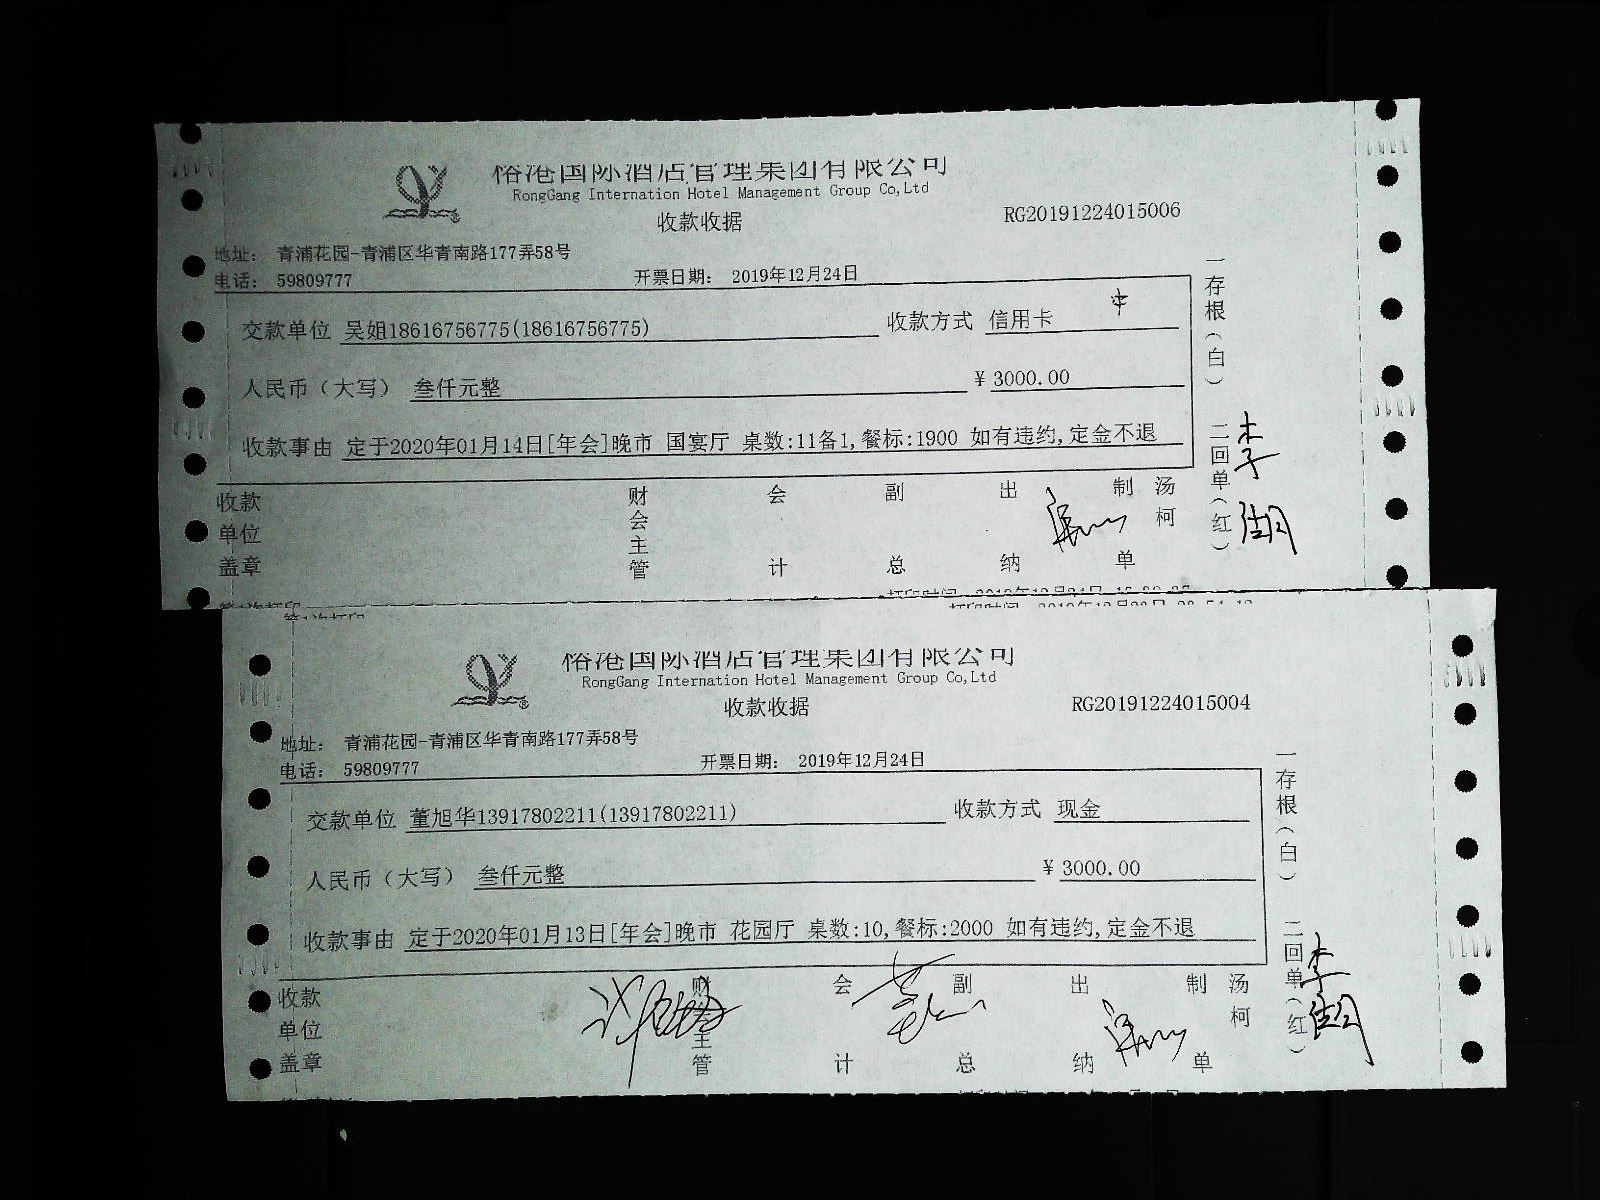 裕港国际酒店管理集团有限公司
RongGang Internation Hotel Management Group Co,Ltd
收款收据
RG20191224015006
地址： 青浦花园-青浦区华青南路177弄58号
电话： 59809777 开票日期： 2019年12月24日
交款单位 吴姐18616756775(18616756775) 收款方式 信用卡
人民币（大写） 叁仟元整 ¥ 3000.00
收款事由 定于2020年01月14日[年会]晚市 国宴厅 桌数:11备1,餐标:1900 如有违约,定金不退
收款单位盖章 财会主管 会计 副总 出纳 制单 汤柯
一存根（白） 二回单（红）
裕港国际酒店管理集团有限公司
RongGang Internation Hotel Management Group Co,Ltd
收款收据
RG20191224015004
地址： 青浦花园-青浦区华青南路177弄58号
电话： 59809777 开票日期： 2019年12月24日
交款单位 董旭华13917802211(13917802211) 收款方式 现金
人民币（大写） 叁仟元整 ¥ 3000.00
收款事由 定于2020年01月13日[年会]晚市 花园厅 桌数:10,餐标:2000 如有违约,定金不退
收款单位盖章 财会主管 会计 副总 出纳 制单 汤柯
一存根（白） 二回单（红）